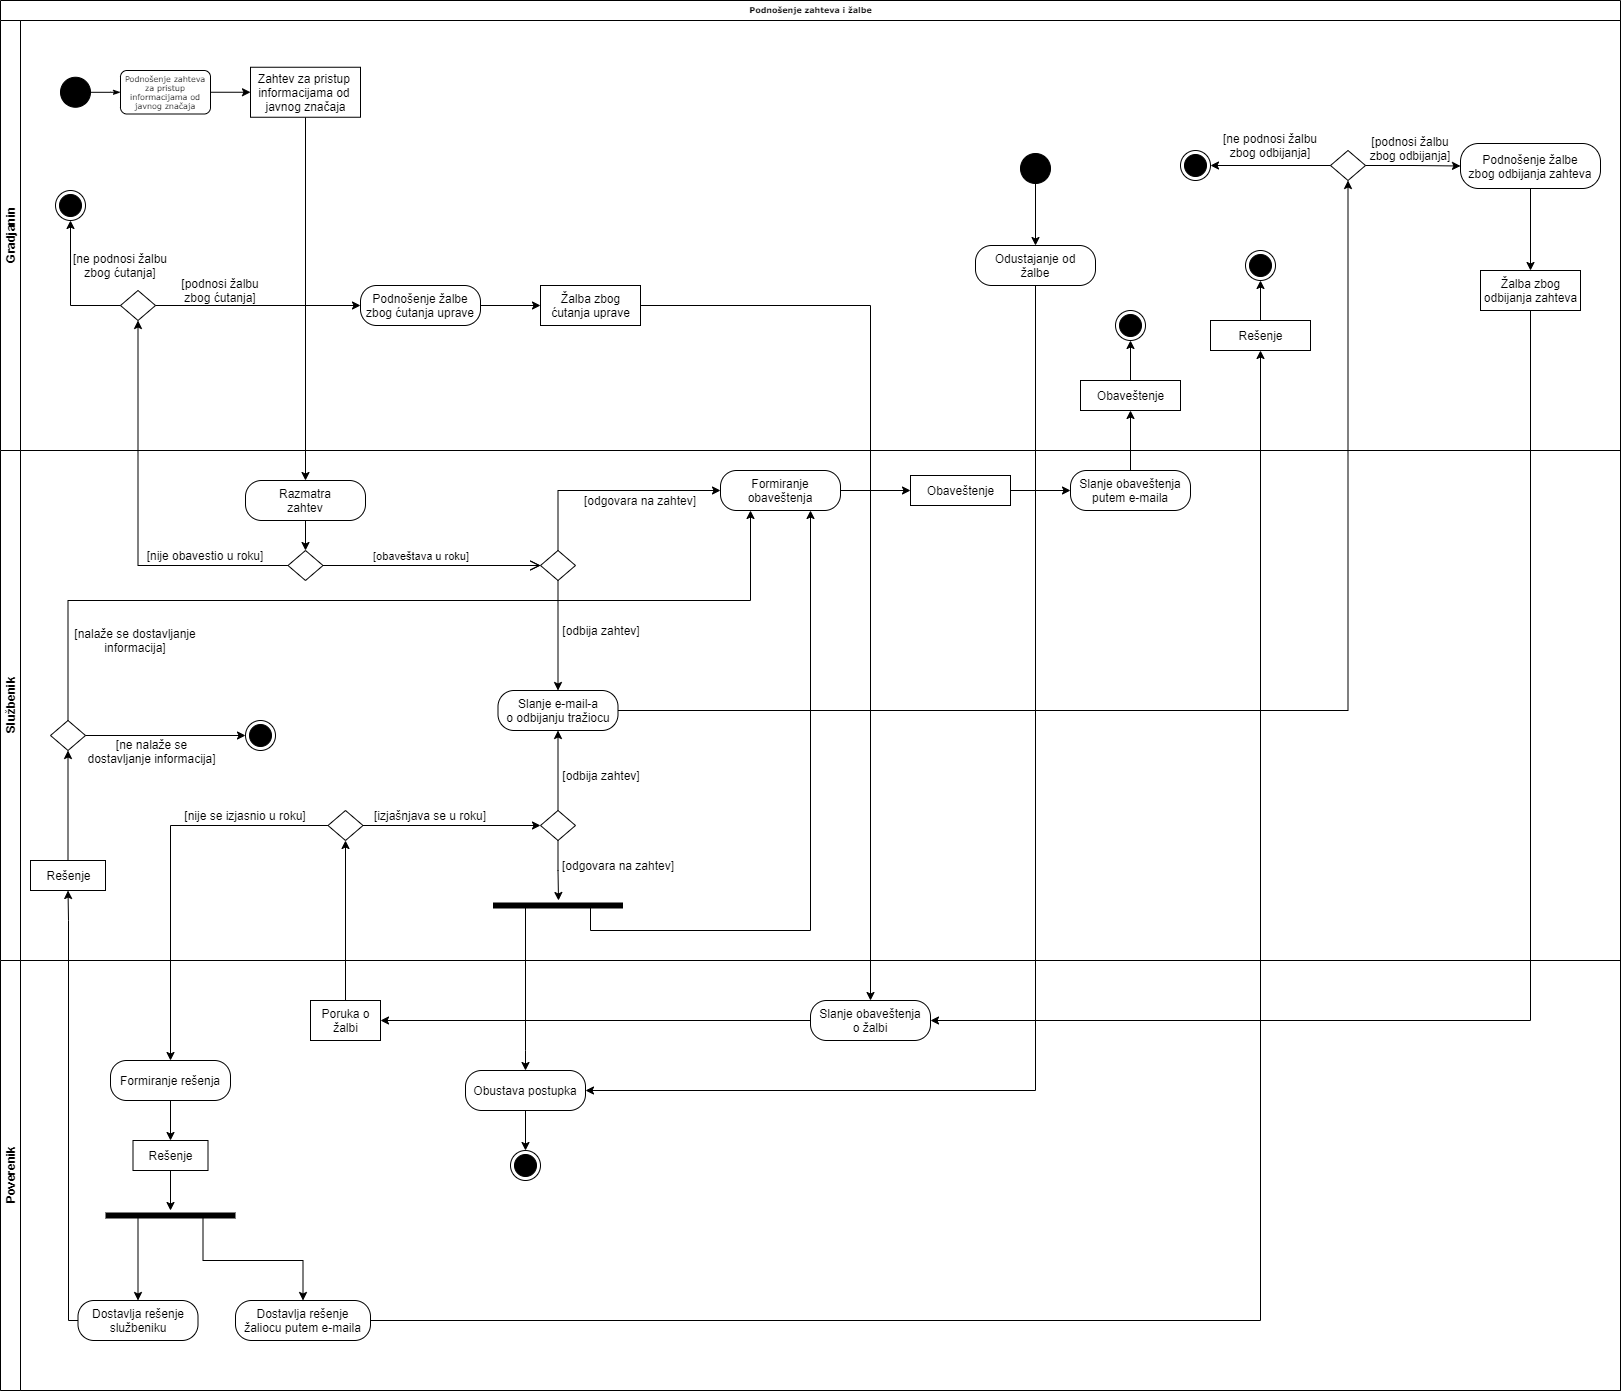 Podnošenje zahteva i žalbe
Gradjanin
Podnošenje zahteva
za pristup
informacijama od
javnog značaja
Zahtev za pristup
informacijama od
javnog značaja
[ne podnosi žalbu
zbog odbijanja]
[podnosi žalbu
zbog odbijanja]
Podnošenje žalbe
zbog odbijanja zahteva
[ne podnosi žalbu
zbog ćutanja]
[podnosi žalbu
zbog ćutanja]
Podnošenje žalbe
zbog ćutanja uprave
Žalba zbog
ćutanja uprave
Odustajanje od
žalbe
Žalba zbog
odbijanja zahteva
Rešenje
Obaveštenje
Službenik
Razmatra
zahtev
Formiranje
obaveštenja
Obaveštenje
Slanje obaveštenja
putem e-maila
[odgovara na zahtev]
[nije obavestio u roku]
[obaveštava u roku]
[nalaže se dostavljanje
informacija]
[odbija zahtev]
Slanje e-mail-a
o odbijanju tražiocu
[ne nalaže se
dostavljanje informacija]
[odbija zahtev]
[nije se izjasnio u roku]
[izjašnjava se u roku]
[odgovara na zahtev]
Rešenje
Poverenik
Poruka o
žalbi
Slanje obaveštenja
o žalbi
Formiranje rešenja
Obustava postupka
Rešenje
Dostavlja rešenje
službeniku
Dostavlja rešenje
žaliocu putem e-maila